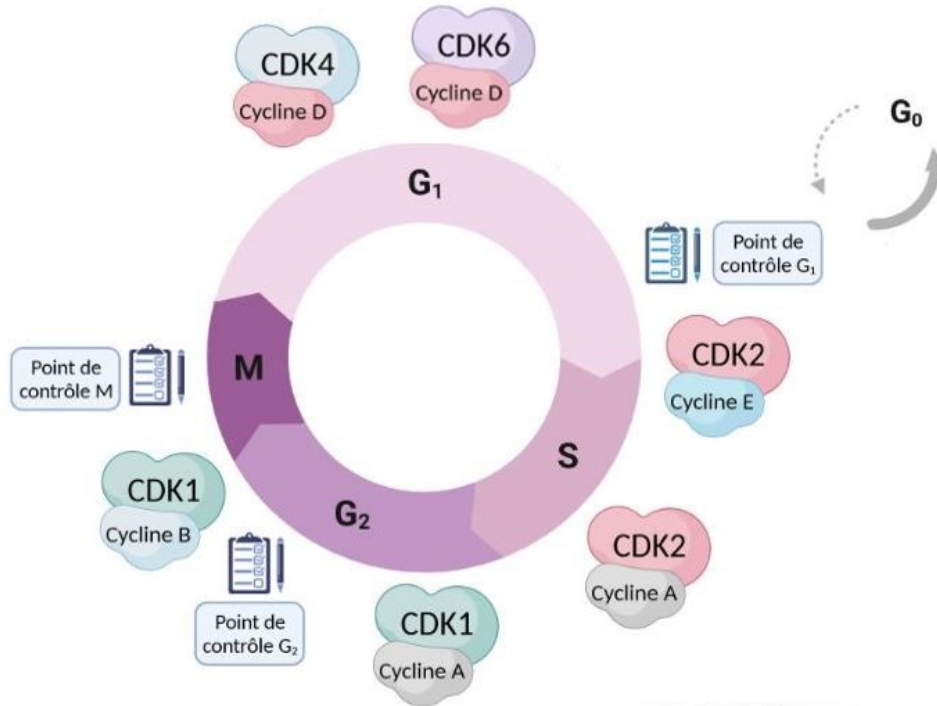 CDK4
Cycline D
CDK6
Cycline D
G₀
G₁
Point de
contrôle G₁
CDK2
Cycline E
M
Point de
contrôle M
S
CDK1
Cycline B
G₂
CDK2
Cycline A
Point de
contrôle G₂
CDK1
Cycline A